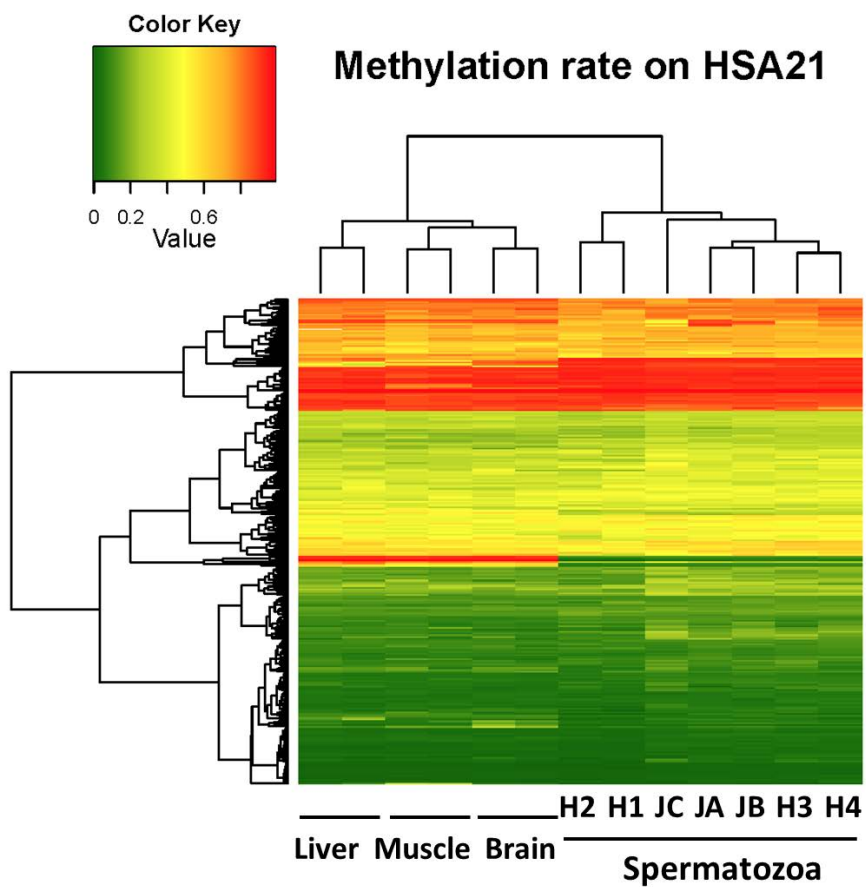 Color Key
Methylation rate on HSA21
0 0.2 0.6
Value
H2 H1 JC JA JB H3 H4
Liver Muscle Brain
Spermatozoa